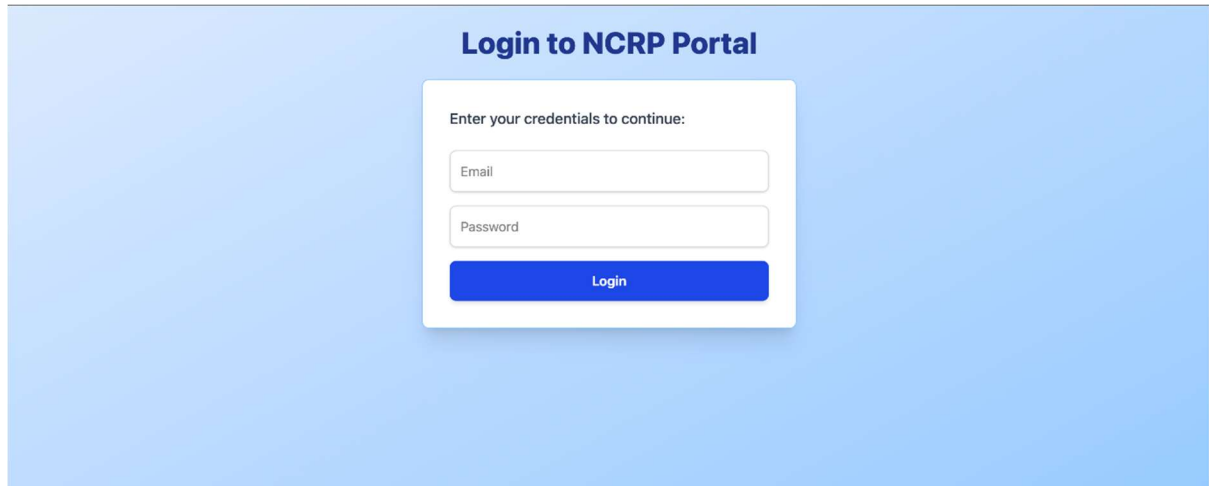 Login to NCRP Portal
Enter your credentials to continue:
Email
Password
Login